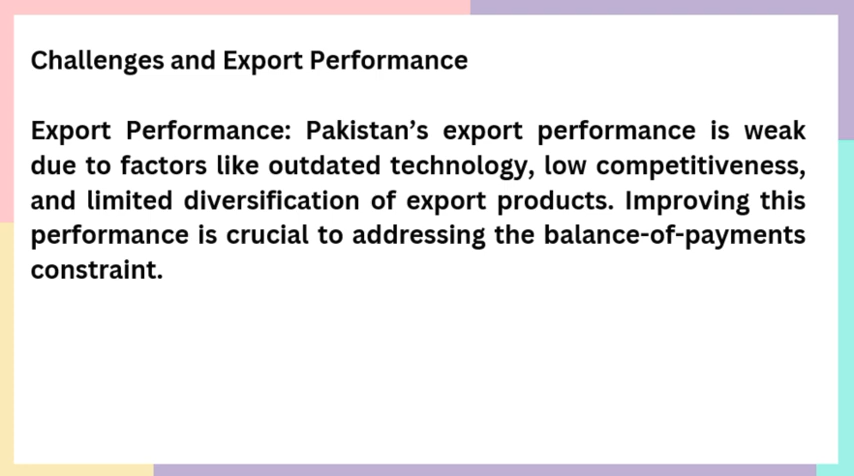 Challenges and Export Performance
Export Performance: Pakistan’s export performance is weak
due to factors like outdated technology, low competitiveness,
and limited diversification of export products. Improving this
performance is crucial to addressing the balance-of-payments
constraint.